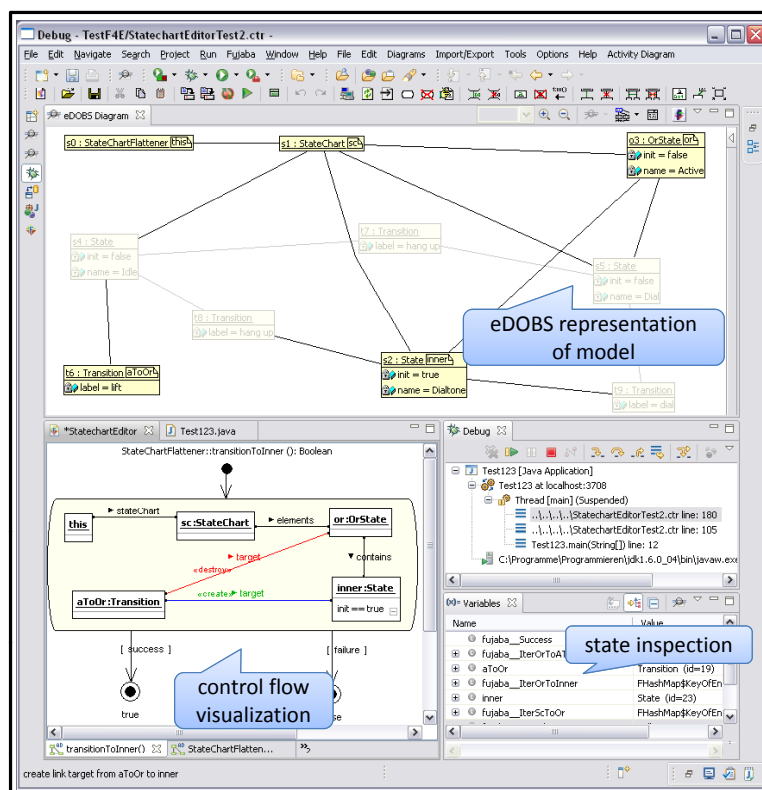 Debug - TestF4E/StatechartEditorTest2.ctr -
File Edit Navigate Search Project Run Fujaba Window Help File Edit Diagrams Import/Export Tools Options Help Activity Diagram
eDOBS Diagram
s0 : StateChartFlattener this
s1 : StateChart sc
o3 : OrState or
init = false
name = Active
s4 : State
init = false
name = Idle
t7 : Transition
label = hang up
s5 : State
init = false
name = Dial
t8 : Transition
label = hang up
eDOBS representation
of model
t6 : Transition aToOr
label = lift
s2 : State inner
init = true
name = Dialtone
t9 : Transition
label = dial
*StatechartEditor
Test123.java
StateChartFlattener::transitionToInner (): Boolean
this
stateChart
sc:StateChart
elements
or:OrState
target
«destroy»
contains
aToOr:Transition
«create» target
inner:State
init == true
[ success ]
[ failure ]
control flow
visualization
true
transitionToInner()
StateChartFlatten...
Debug
Test123 [Java Application]
Test123 at localhost:3708
Thread [main] (Suspended)
..\..\..\..\StatechartEditorTest2.ctr line: 180
..\..\..\..\StatechartEditorTest2.ctr line: 105
Test123.main(String[]) line: 12
C:\Programme\Programmieren\jdk1.6.0_04\bin\javaw.exe
Variables
Name Value
fujaba__Success
fujaba__IterOrToAT
state inspection
aToOr Transition (id=19)
fujaba__IterOrToInner FHashMap$KeyOfEn
inner State (id=23)
fujaba__IterScToOr FHashMap$KeyOfEn
create link target from aToOr to inner